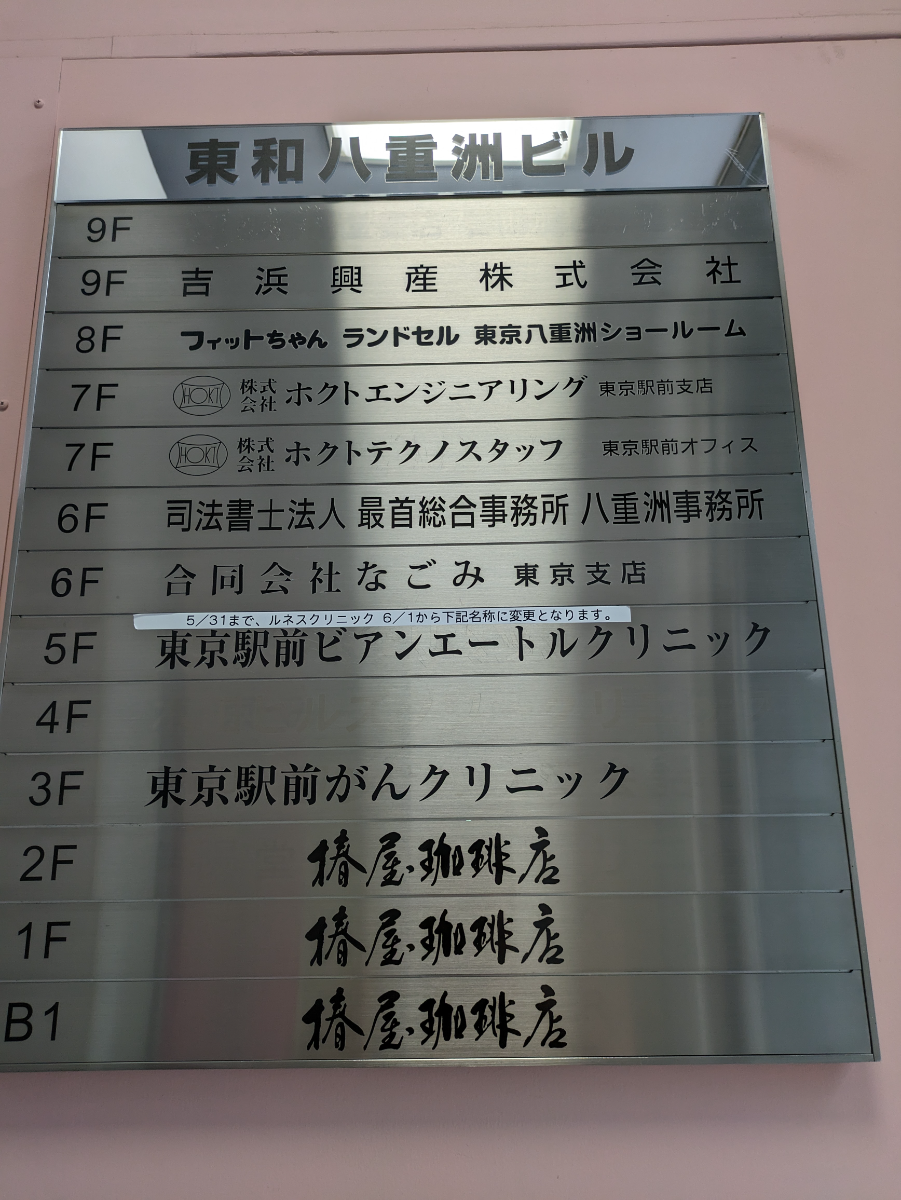 東和八重洲ビル
9F
9F 吉浜興産株式会社
8F フィットちゃん ランドセル 東京八重洲ショールーム
7F HOKT 株式会社 ホクトエンジニアリング 東京駅前支店
7F HOKT 株式会社 ホクトテクノスタッフ 東京駅前オフィス
6F 司法書士法人 最首総合事務所 八重洲事務所
6F 合同会社なごみ 東京支店
5/31まで、ルネスクリニック 6/1から下記名称に変更となります。
5F 東京駅前ビアンエートルクリニック
4F
3F 東京駅前がんクリニック
2F 椿屋珈琲店
1F 椿屋珈琲店
B1 椿屋珈琲店